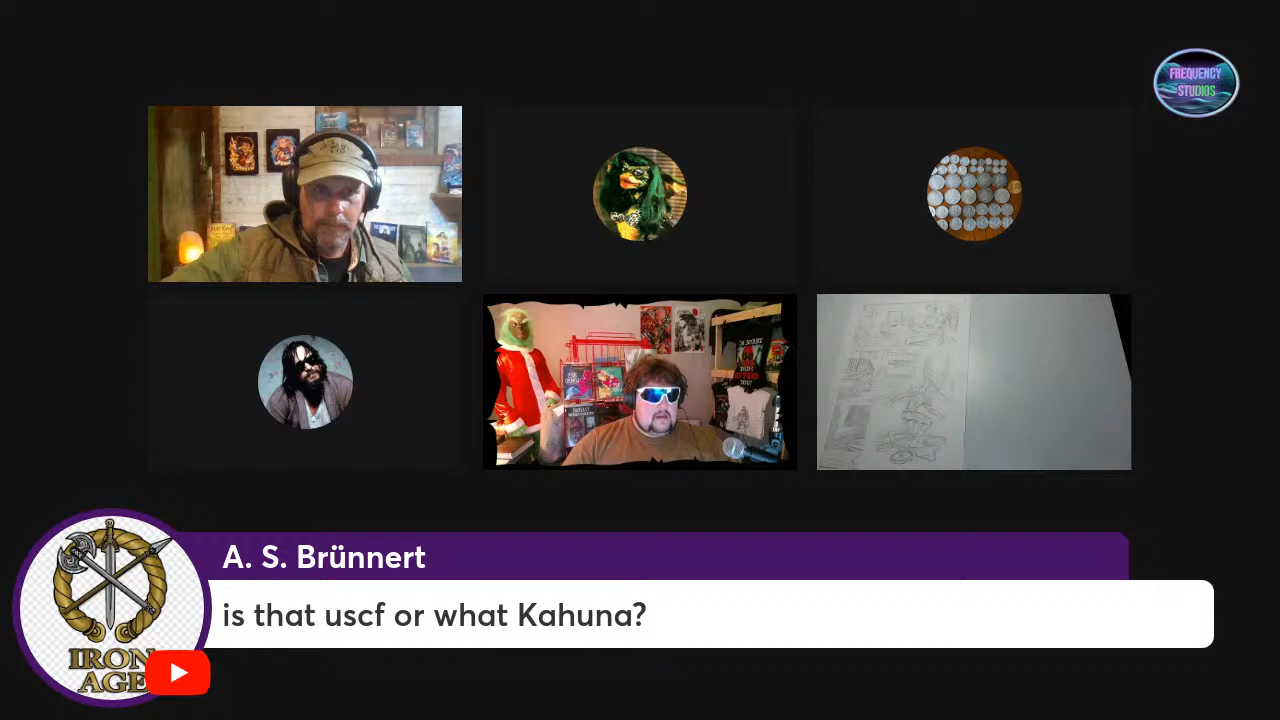 FREQUENCY
STUDIOS
A. S. Brünnert
is that uscf or what Kahuna?
IRON
AGE